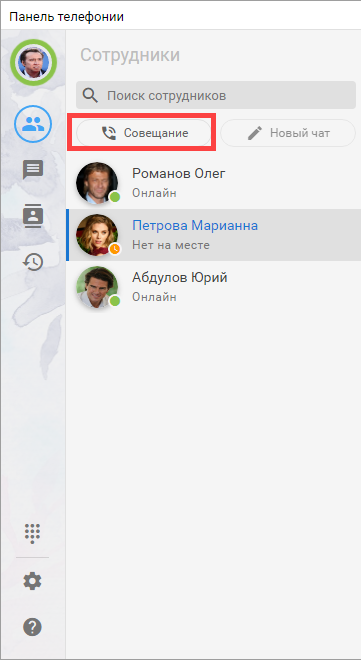 Панель телефонии
Сотрудники
Поиск сотрудников
Совещание
Новый чат
Романов Олег
Онлайн
Петрова Марианна
Нет на месте
Абдулов Юрий
Онлайн